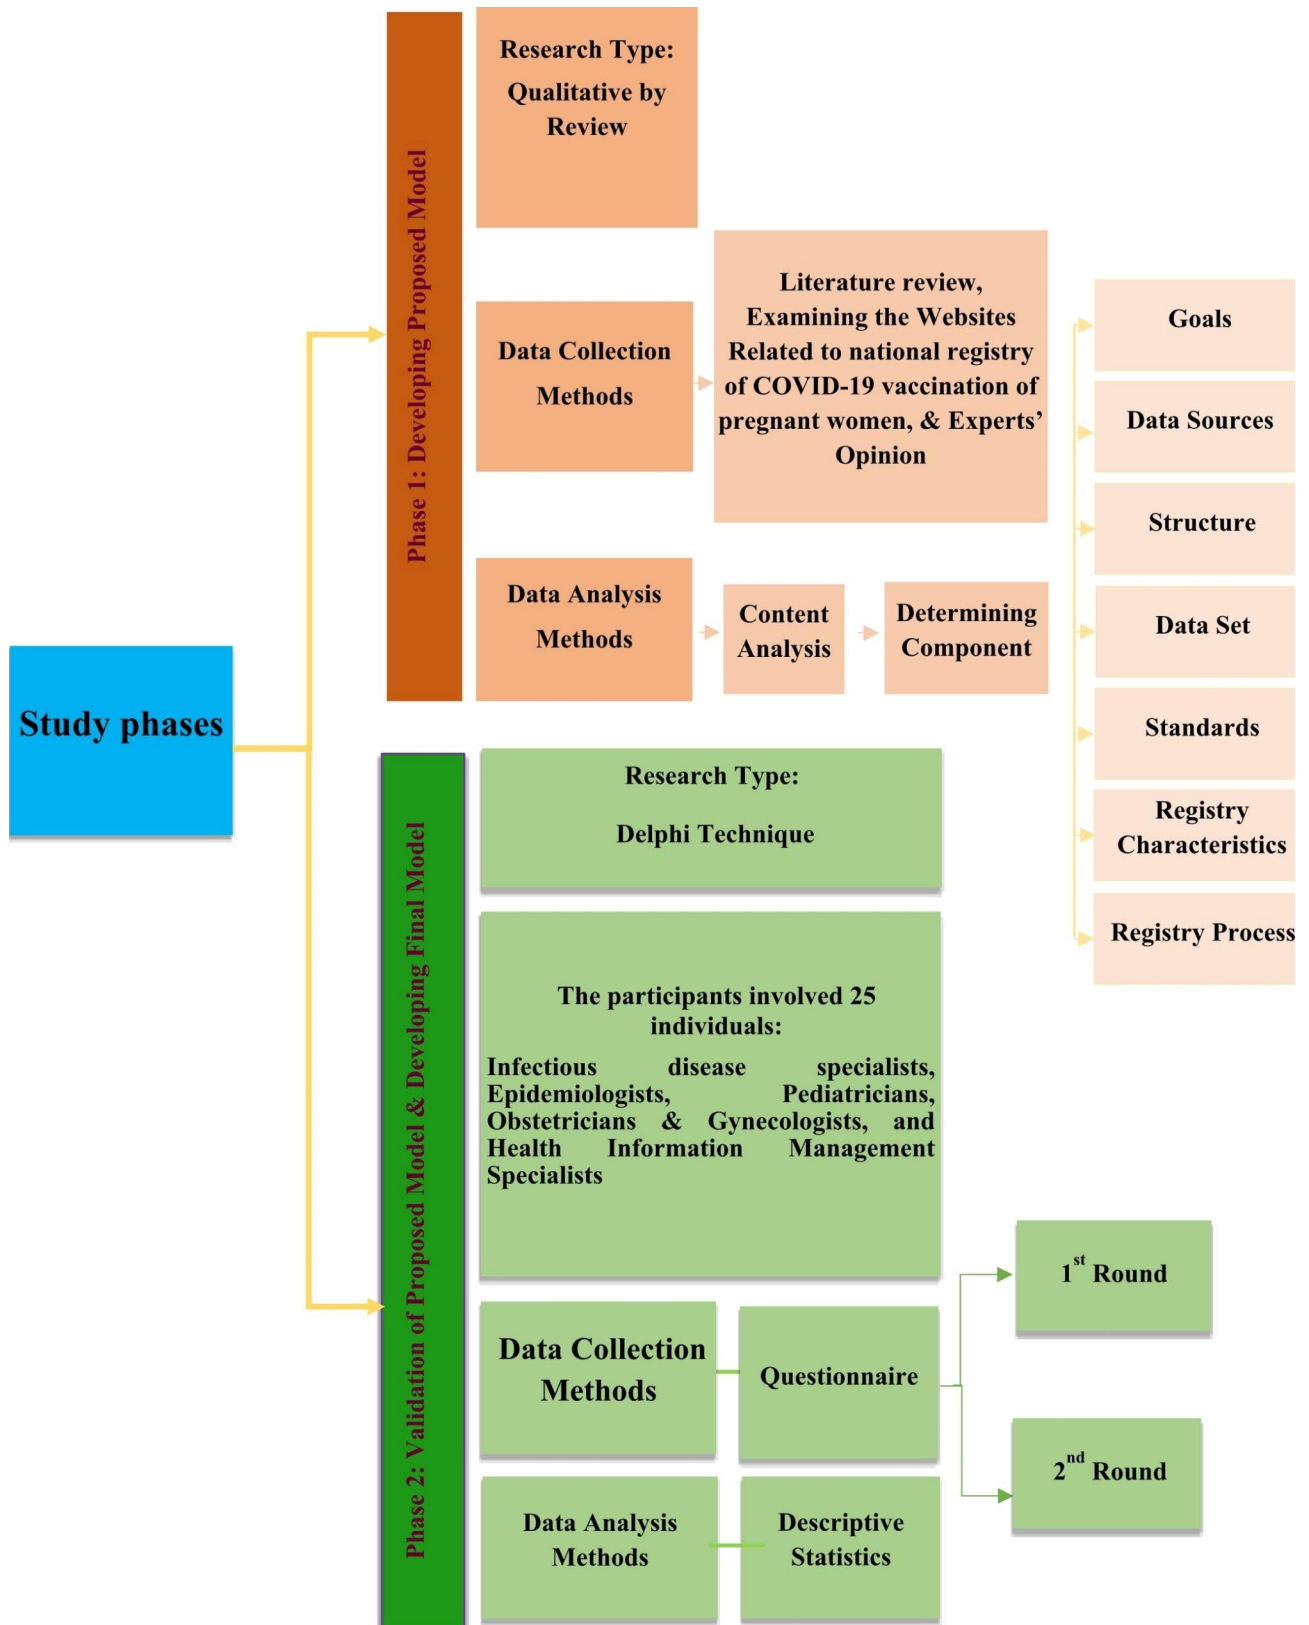 Study phases
Phase 1: Developing Proposed Model
Research Type:
Qualitative by
Review
Data Collection
Methods
Literature review,
Examining the Websites
Related to national registry
of COVID-19 vaccination of
pregnant women, & Experts’
Opinion
Data Analysis
Methods
Content
Analysis
Determining
Component
Goals
Data Sources
Structure
Data Set
Standards
Registry
Characteristics
Registry Process
Phase 2: Validation of Proposed Model & Developing Final Model
Research Type:
Delphi Technique
The participants involved 25
individuals:
Infectious disease specialists,
Epidemiologists, Pediatricians,
Obstetricians & Gynecologists, and
Health Information Management
Specialists
Data Collection
Methods
Questionnaire
1st Round
2nd Round
Data Analysis
Methods
Descriptive
Statistics